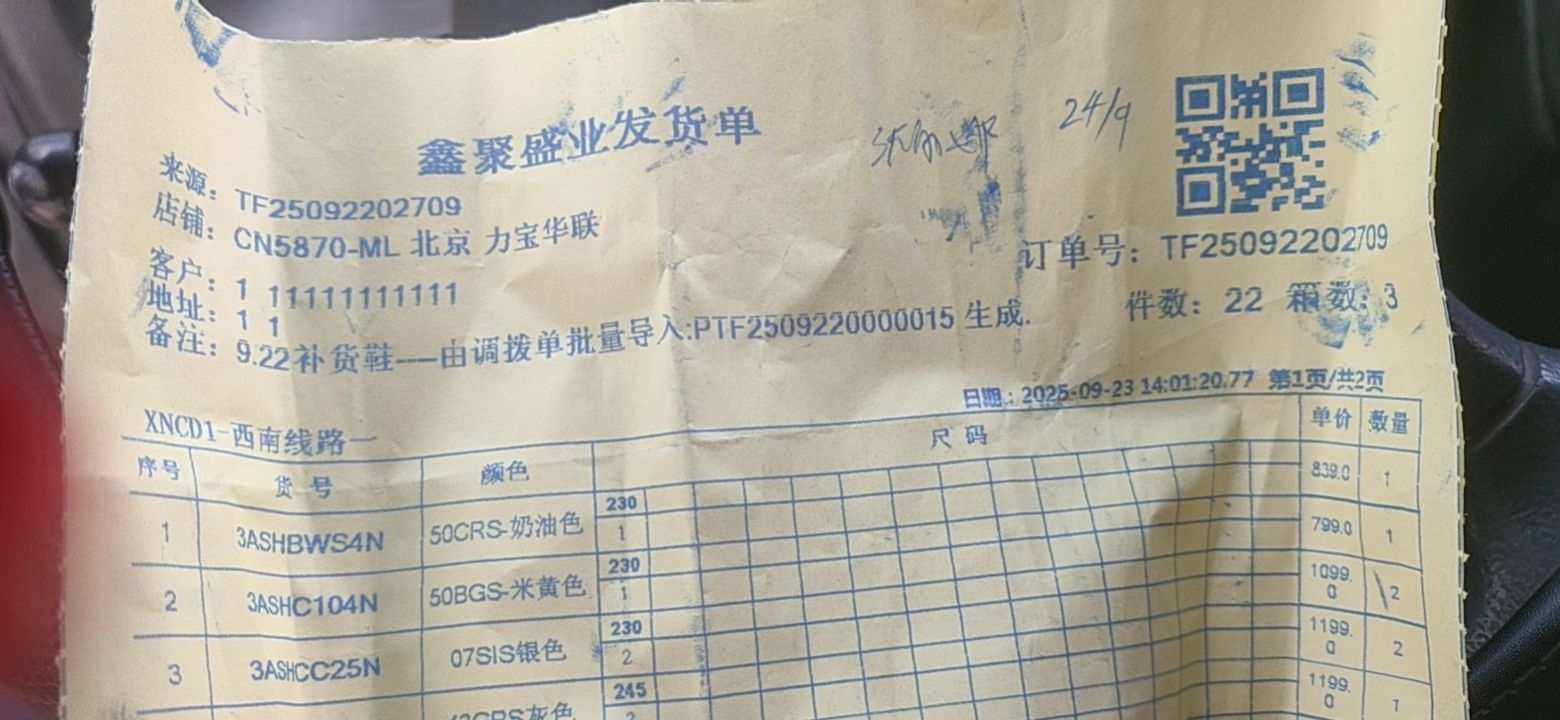 鑫聚盛业发货单
24/9
来源：TF25092202709
店铺：CN5870-ML 北京 力宝华联
订单号：TF25092202709
客户：1 11111111111
地址：1 1
件数：22 箱数：3
备注：9.22补货鞋----由调拨单批量导入:PTF2509220000015 生成.
日期：2025-09-23 14:01:20.77 第1页/共2页
XNCD1-西南线路一
序号 货号 颜色 尺码 单价 数量
230 839.0 1
1 3ASHBWS4N 50CRS-奶油色 1
799.0 1
230
2 3ASHC104N 50BGS-米黄色 1
1099.0 2
230
3 3ASHCC25N 07SIS银色 2
1199.0 2
245
1199.0 1